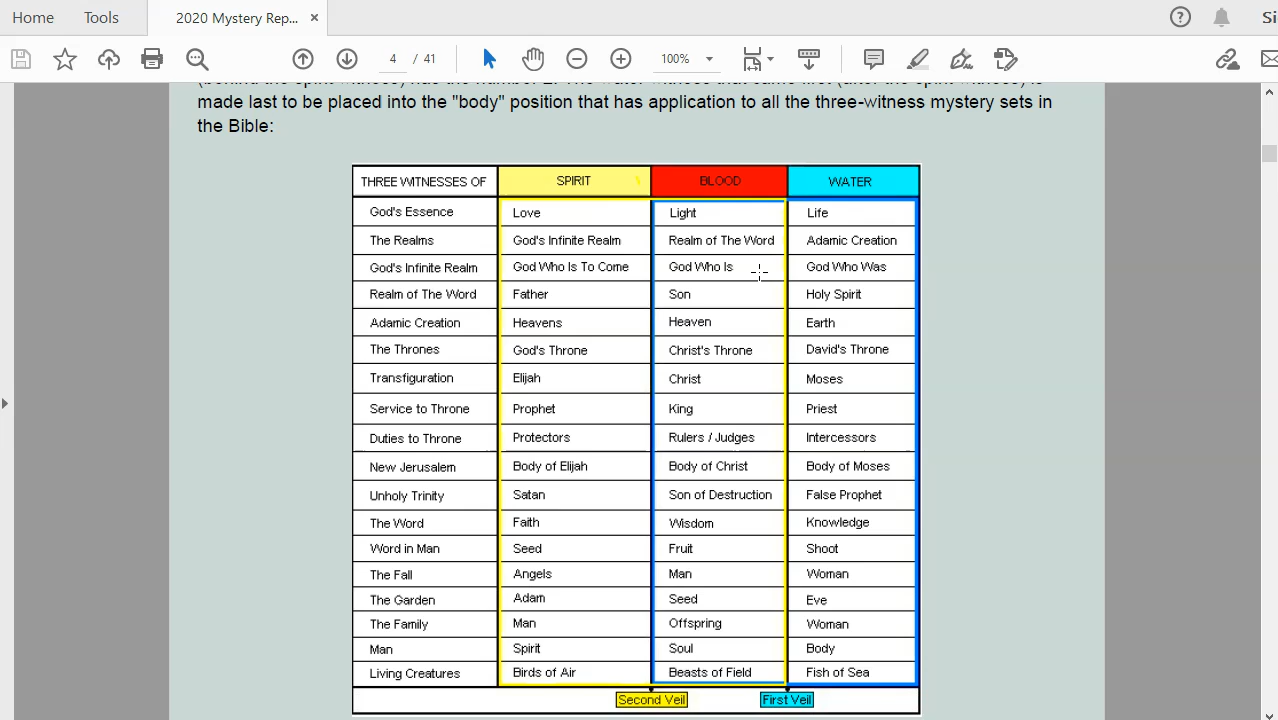 Home Tools 2020 Mystery Rep... × ? Si
4 / 41 100%
made last to be placed into the "body" position that has application to all the three-witness mystery sets in
the Bible:
THREE WITNESSES OF SPIRIT BLOOD WATER
God's Essence Love Light Life
The Realms God's Infinite Realm Realm of The Word Adamic Creation
God's Infinite Realm God Who Is To Come God Who Is God Who Was
Realm of The Word Father Son Holy Spirit
Adamic Creation Heavens Heaven Earth
The Thrones God's Throne Christ's Throne David's Throne
Transfiguration Elijah Christ Moses
Service to Throne Prophet King Priest
Duties to Throne Protectors Rulers / Judges Intercessors
New Jerusalem Body of Elijah Body of Christ Body of Moses
Unholy Trinity Satan Son of Destruction False Prophet
The Word Faith Wisdom Knowledge
Word in Man Seed Fruit Shoot
The Fall Angels Man Woman
The Garden Adam Seed Eve
The Family Man Offspring Woman
Man Spirit Soul Body
Living Creatures Birds of Air Beasts of Field Fish of Sea
Second Veil First Veil